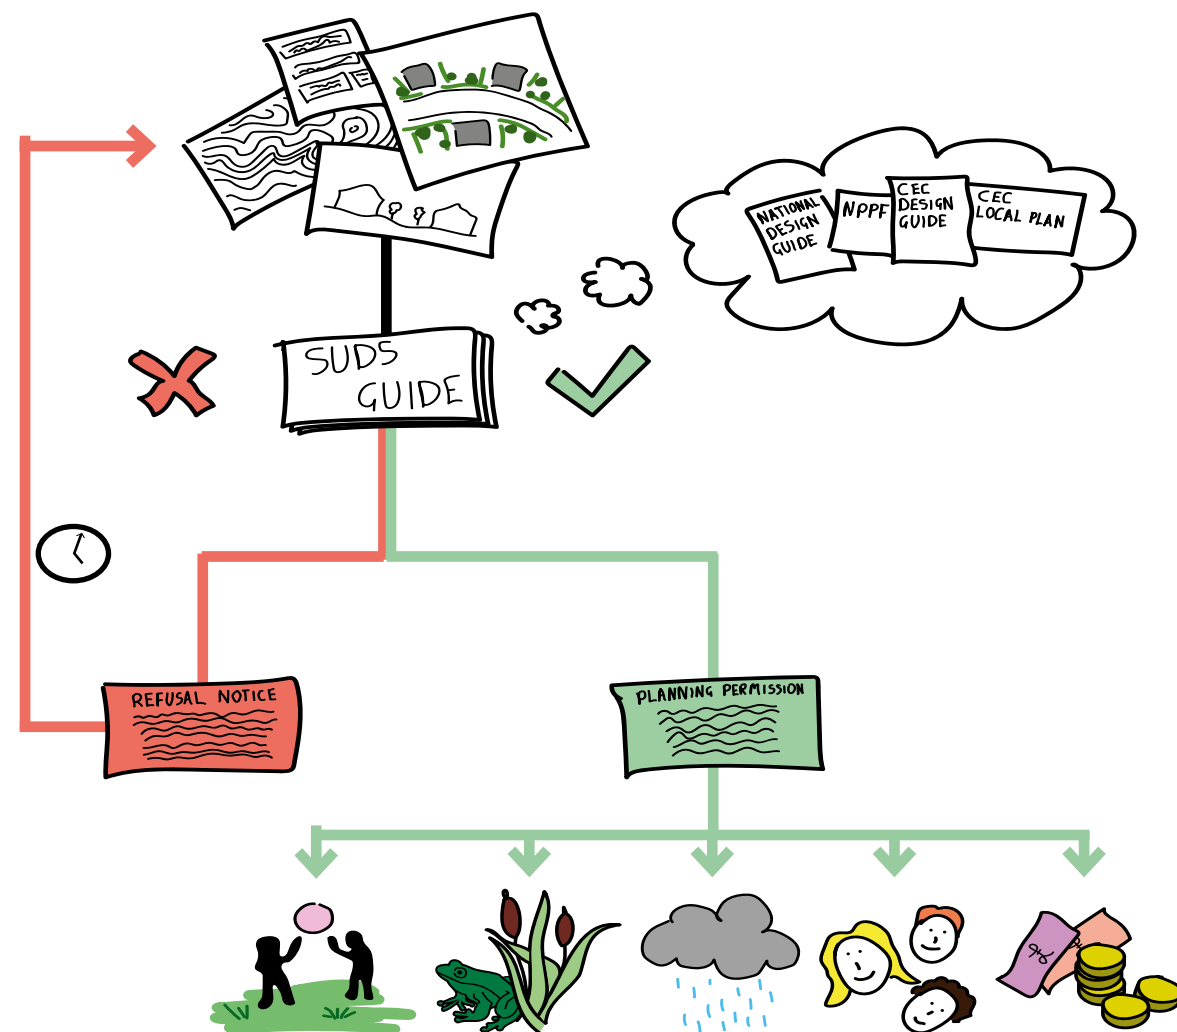 NATIONAL
DESIGN
GUIDE
NPPF
CEC
DESIGN
GUIDE
CEC
LOCAL PLAN
SUDS
GUIDE
REFUSAL NOTICE
PLANNING PERMISSION